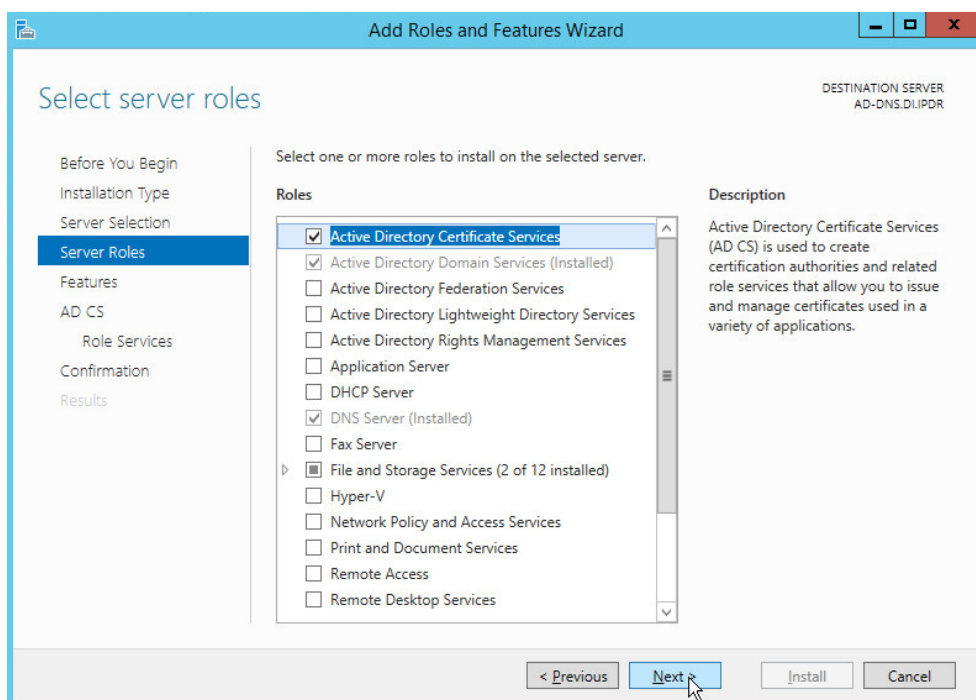 Add Roles and Features Wizard
Select server roles
DESTINATION SERVER
AD-DNS.DI.IPDR
Before You Begin
Installation Type
Server Selection
Server Roles
Features
AD CS
Role Services
Confirmation
Results
Select one or more roles to install on the selected server.
Roles
Active Directory Certificate Services
Active Directory Domain Services (Installed)
Active Directory Federation Services
Active Directory Lightweight Directory Services
Active Directory Rights Management Services
Application Server
DHCP Server
DNS Server (Installed)
Fax Server
File and Storage Services (2 of 12 installed)
Hyper-V
Network Policy and Access Services
Print and Document Services
Remote Access
Remote Desktop Services
Description
Active Directory Certificate Services
(AD CS) is used to create
certification authorities and related
role services that allow you to issue
and manage certificates used in a
variety of applications.
< Previous
Next >
Install
Cancel